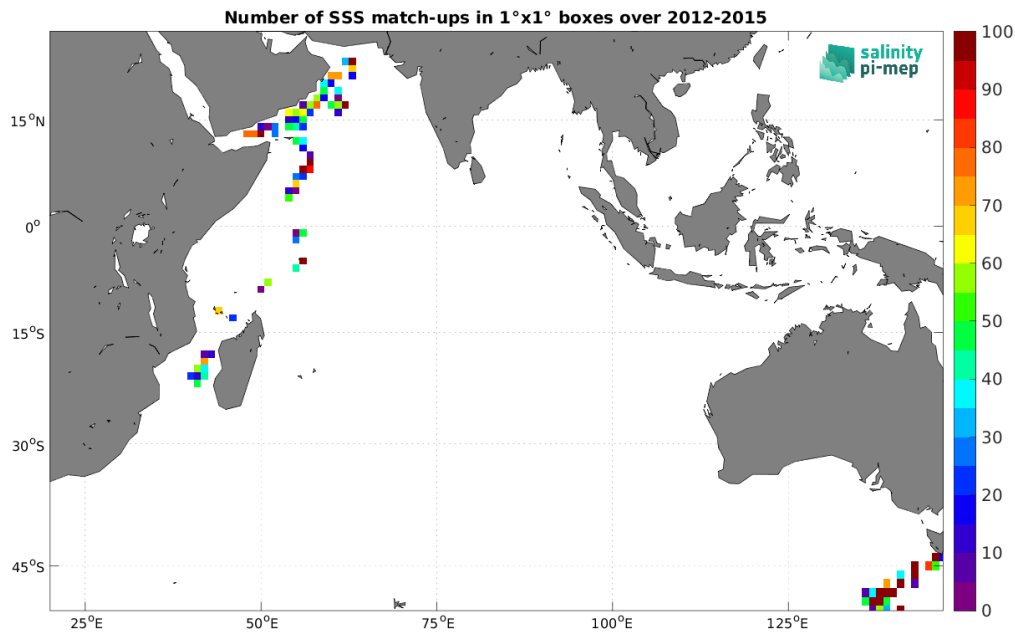 Number of SSS match-ups in 1°x1° boxes over 2012-2015
salinity
pi-mep
15°N
0°
15°S
30°S
45°S
25°E
50°E
75°E
100°E
125°E
100
90
80
70
60
50
40
30
20
10
0